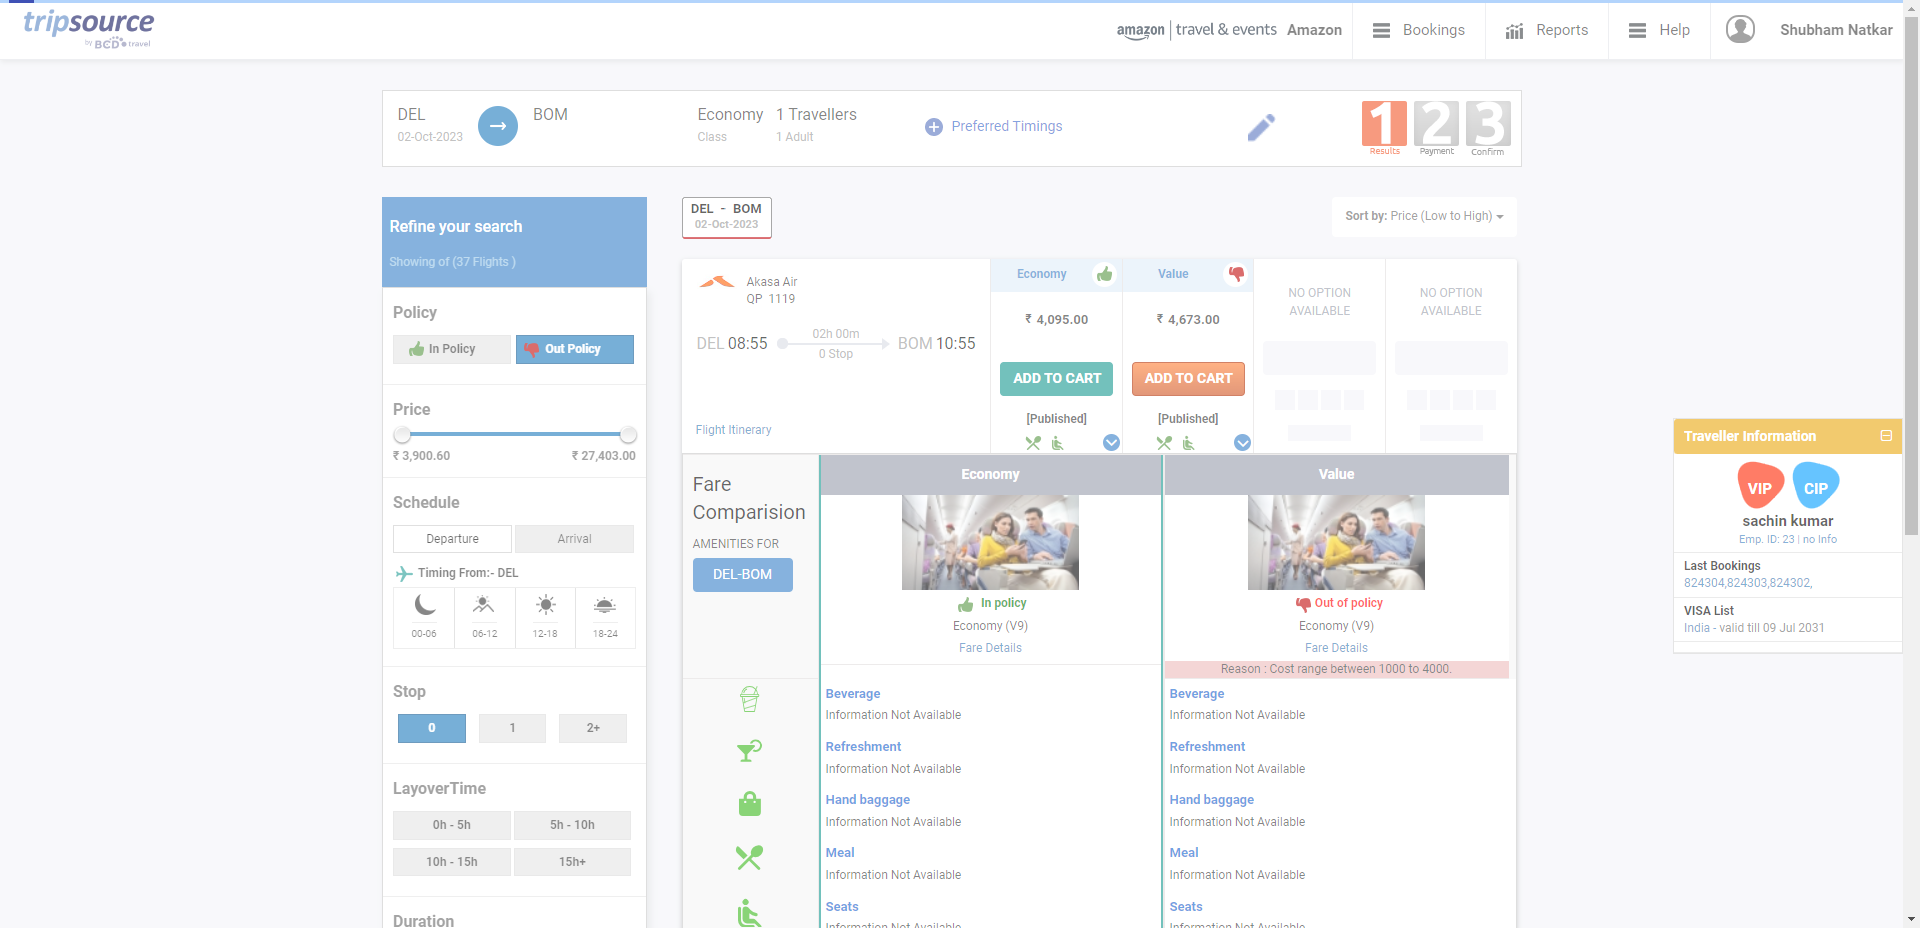 tripsource
by BCD travel
amazon | travel & events Amazon
Bookings
Reports
Help
Shubham Natkar
DEL
02-Oct-2023
BOM
Economy
Class
1 Travellers
1 Adult
Preferred Timings
1
Results
2
Payment
3
Confirm
Refine your search
Showing of (37 Flights )
Policy
In Policy
Out Policy
Price
₹ 3,900.60
₹ 27,403.00
Schedule
Departure
Arrival
Timing From:- DEL
00-06
06-12
12-18
18-24
Stop
0
1
2+
LayoverTime
0h - 5h
5h - 10h
10h - 15h
15h+
Duration
DEL - BOM
02-Oct-2023
Sort by: Price (Low to High)
Akasa Air
QP 1119
DEL 08:55
02h 00m
0 Stop
BOM 10:55
Flight Itinerary
Economy
₹ 4,095.00
ADD TO CART
[Published]
Value
₹ 4,673.00
ADD TO CART
[Published]
NO OPTION
AVAILABLE
NO OPTION
AVAILABLE
Fare
Comparision
AMENITIES FOR
DEL-BOM
Economy
In policy
Economy (V9)
Fare Details
Value
Out of policy
Economy (V9)
Fare Details
Reason : Cost range between 1000 to 4000.
Beverage
Information Not Available
Beverage
Information Not Available
Refreshment
Information Not Available
Refreshment
Information Not Available
Hand baggage
Information Not Available
Hand baggage
Information Not Available
Meal
Information Not Available
Meal
Information Not Available
Seats
Information Not Available
Seats
Information Not Available
Traveller Information
VIP
CIP
sachin kumar
Emp. ID: 23 | no Info
Last Bookings
824304,824303,824302,
VISA List
India - valid till 09 Jul 2031